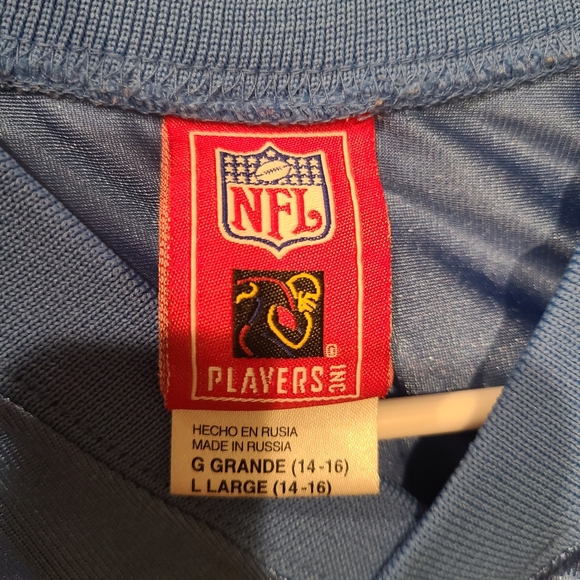 NFL
PLAYERS INC
HECHO EN RUSIA
MADE IN RUSSIA
G GRANDE (14-16)
L LARGE (14-16)